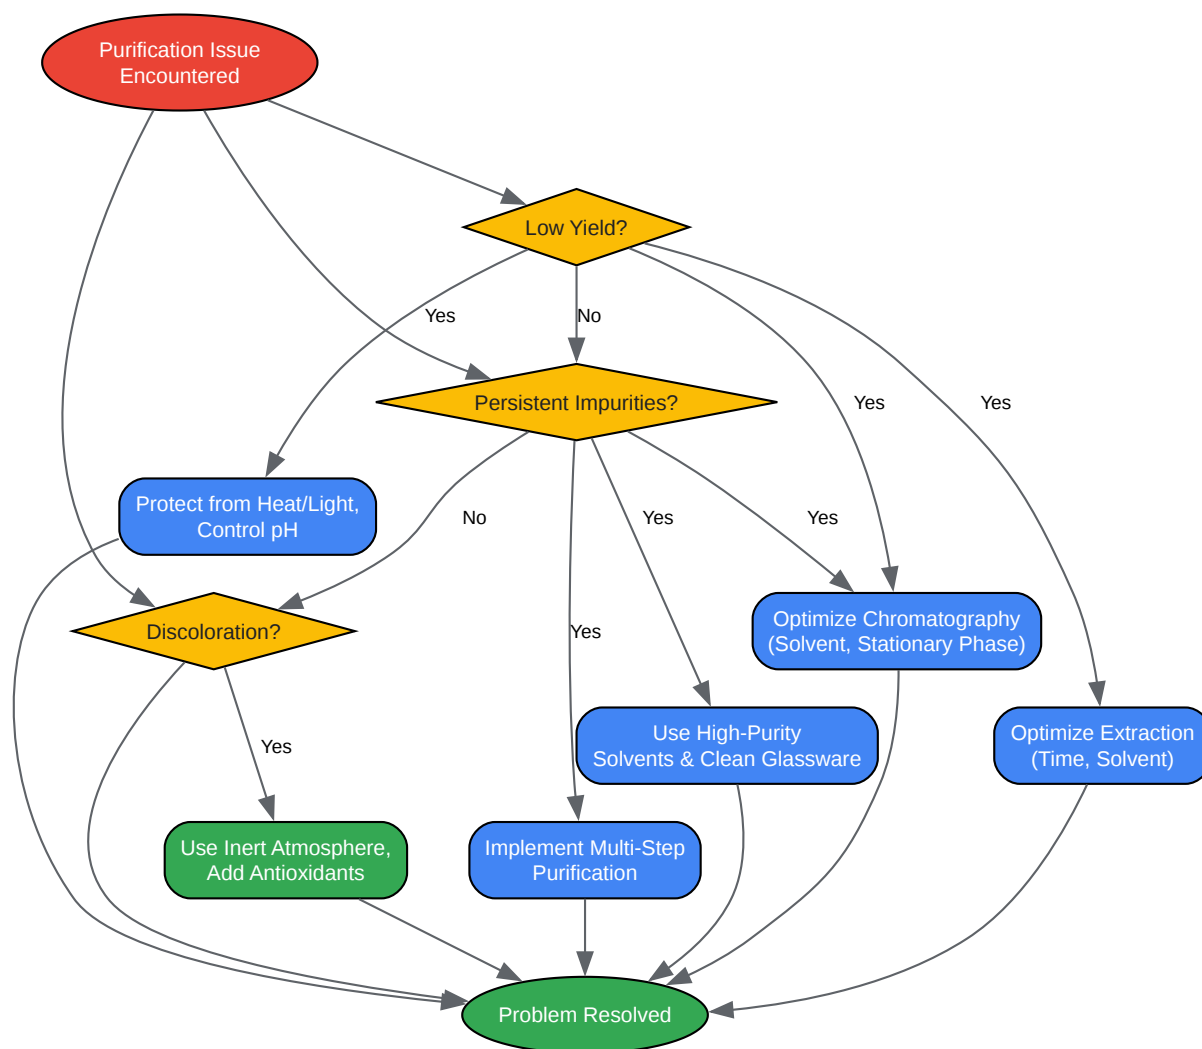 Purification Issue
Encountered
Low Yield?
Yes
No
Persistent Impurities?
Yes
Yes
Protect from Heat/Light,
Control pH
No
Yes
Yes
Discoloration?
Yes
Optimize Chromatography
(Solvent, Stationary Phase)
Use High-Purity
Solvents & Clean Glassware
Optimize Extraction
(Time, Solvent)
Yes
Use Inert Atmosphere,
Add Antioxidants
Implement Multi-Step
Purification
Problem Resolved